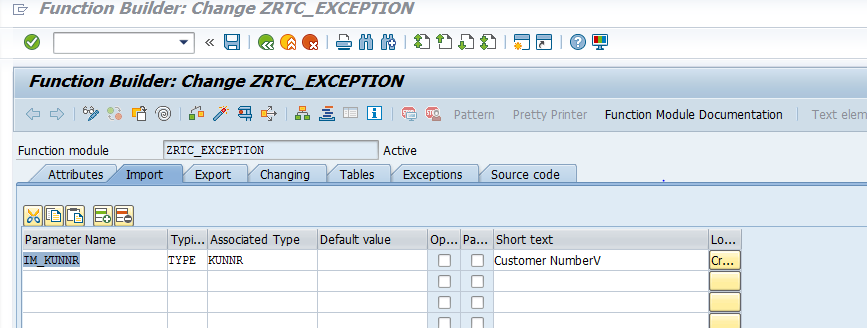 Function Builder: Change ZRTC_EXCEPTION
Function Builder: Change ZRTC_EXCEPTION
Pattern Pretty Printer Function Module Documentation Text elem
Function module ZRTC_EXCEPTION Active
Attributes Import Export Changing Tables Exceptions Source code
Parameter Name Typi... Associated Type Default value Op... Pa... Short text Lo...
IM_KUNNR TYPE KUNNR Customer NumberV Cr...